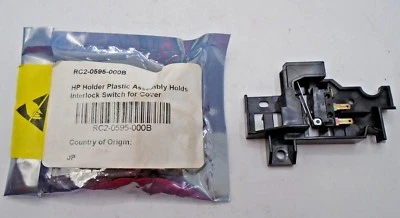 RC2-0595-000B
HP Holder Plastic Assembly Holds
Interlock Switch for Cover
RC2-0595-000B
Country of Origin:
JP